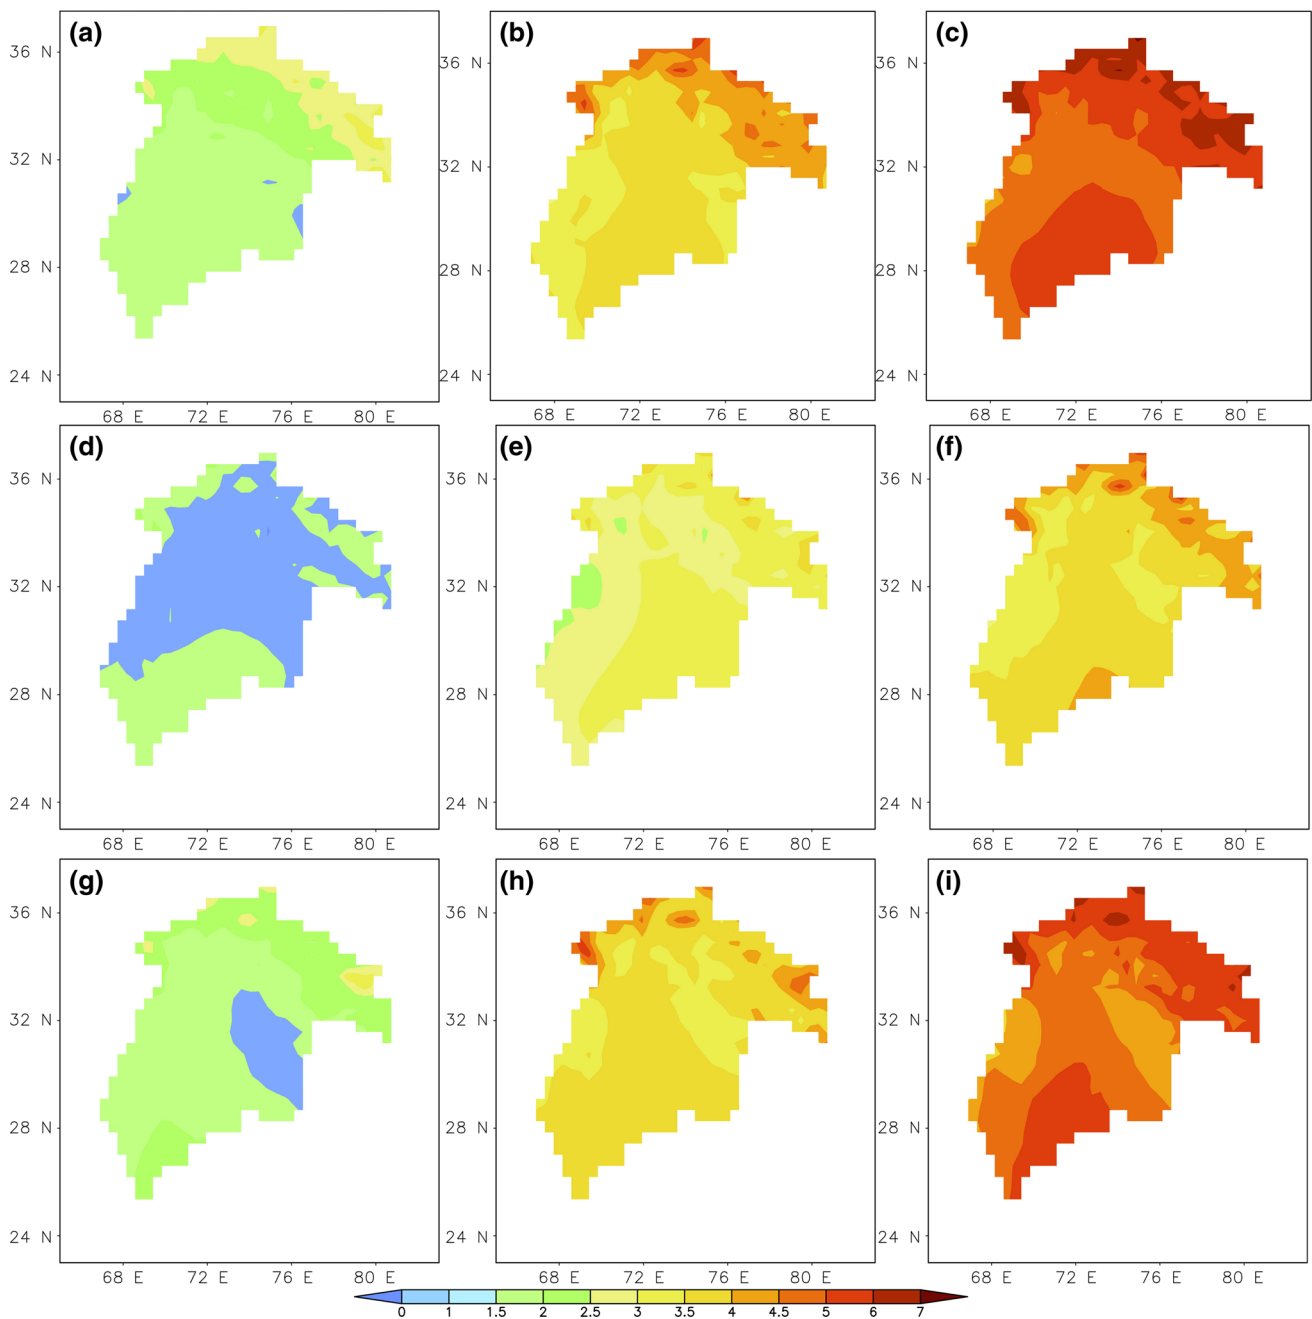 (a) (b) (c)
36 N 36 N 36 N
32 N 32 N 32 N
28 N 28 N 28 N
24 N 24 N 24 N
68 E 72 E 76 E 80 E 68 E 72 E 76 E 80 E 68 E 72 E 76 E 80 E
(d) (e) (f)
36 N 36 N 36 N
32 N 32 N 32 N
28 N 28 N 28 N
24 N 24 N 24 N
68 E 72 E 76 E 80 E 68 E 72 E 76 E 80 E 68 E 72 E 76 E 80 E
(g) (h) (i)
36 N 36 N 36 N
32 N 32 N 32 N
28 N 28 N 28 N
24 N 24 N 24 N
68 E 72 E 76 E 80 E 68 E 72 E 76 E 80 E 68 E 72 E 76 E 80 E
0 1 1.5 2 2.5 3 3.5 4 4.5 5 6 7